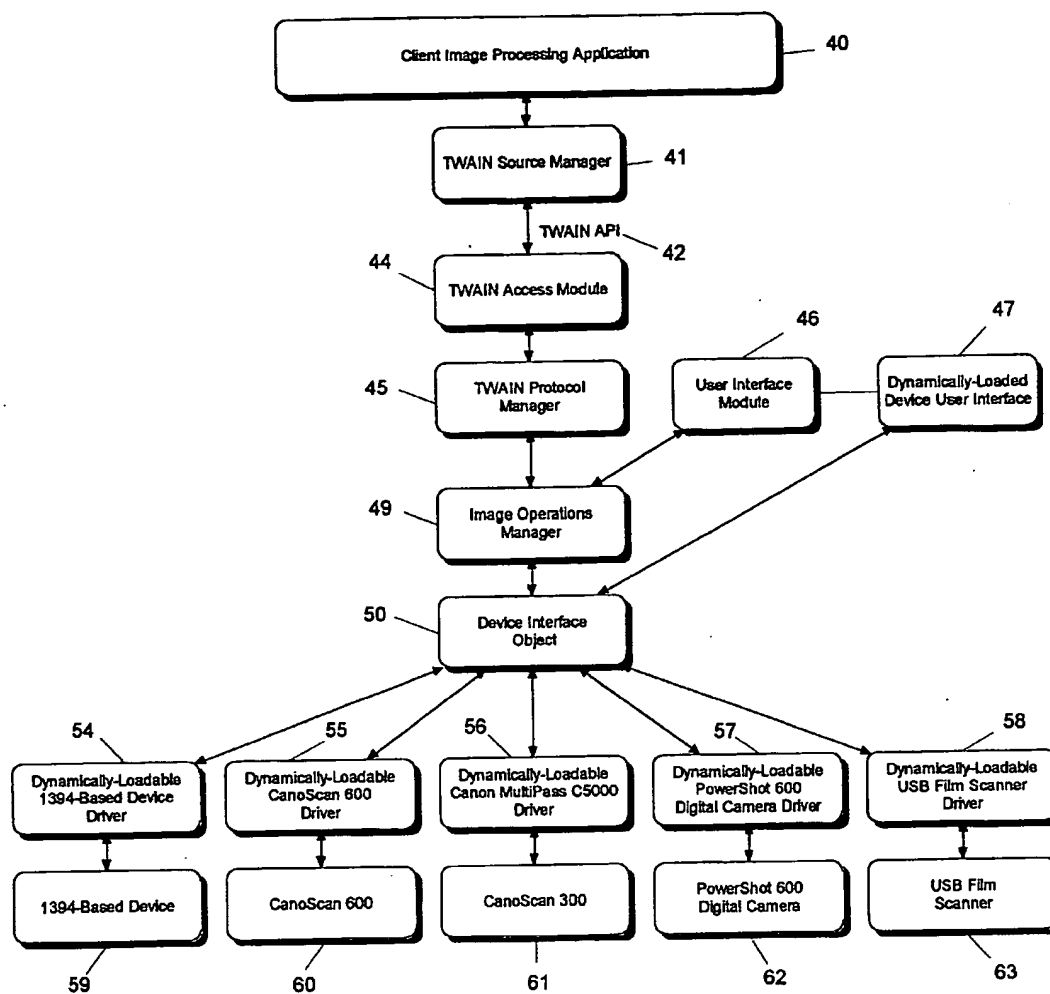 Client Image Processing Application
40
TWAIN Source Manager
41
TWAIN API
42
44
TWAIN Access Module
46
47
45
TWAIN Protocol
Manager
User Interface
Module
Dynamically-Loaded
Device User Interface
49
Image Operations
Manager
50
Device Interface
Object
54
55
56
57
58
Dynamically-Loadable
1394-Based Device
Driver
Dynamically-Loadable
CanoScan 600
Driver
Dynamically-Loadable
Canon MultiPass C5000
Driver
Dynamically-Loadable
PowerShot 600
Digital Camera Driver
Dynamically-Loadable
USB Film Scanner
Driver
1394-Based Device
CanoScan 600
CanoScan 300
PowerShot 600
Digital Camera
USB Film
Scanner
59
60
61
62
63